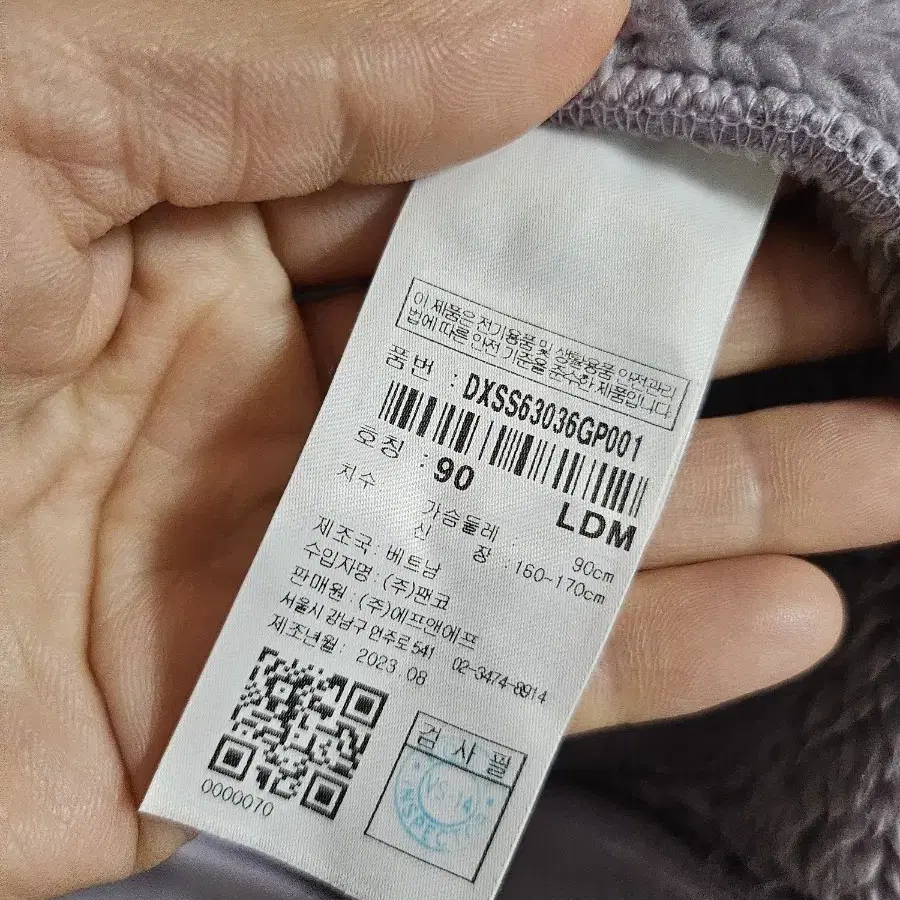 이 제품은 전기용품 및 생활용품 안전관리
법에 따른 안전 기준을 준수한 제품입니다.
품번 : DXSS63036GP001
호칭 : 90 LDM
치수 가슴둘레 : 90cm
신 장 : 160-170cm
제조국 : 베트남
수입자명 : (주)팬코
판매원 : (주)에프앤에프
서울시 강남구 언주로 541 02-3474-8914
제조년월 : 2023.08
0000070
검 사 필
VS-14
INSPEC